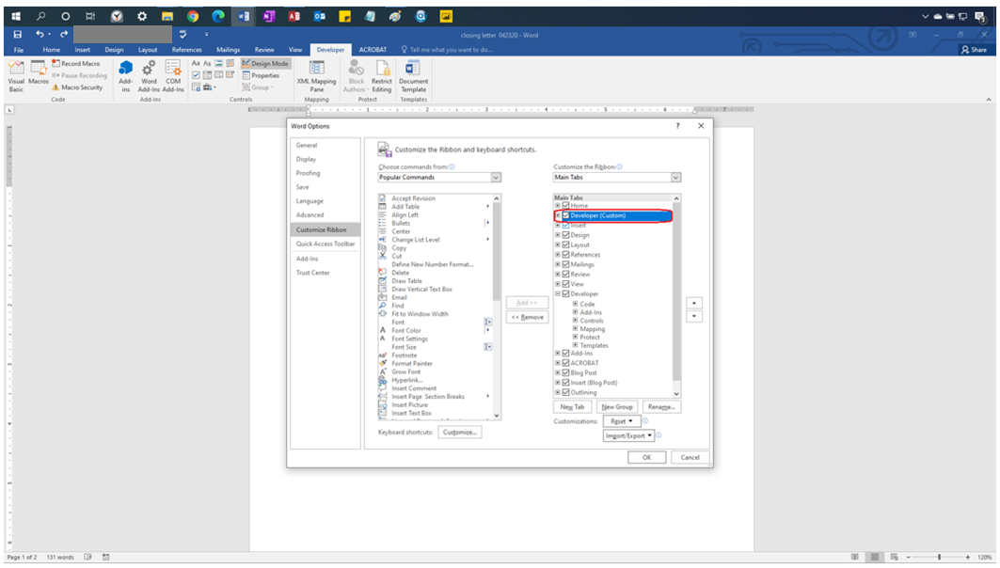 closing letter 042320 - Word
File Home Insert Design Layout References Mailings Review View Developer ACROBAT Tell me what you want to do... Share
Visual Basic
Macros
Record Macro
Pause Recording
Macro Security
Code
Add-ins
Word Add-Ins
COM Add-Ins
Add-Ins
Aa Aa
Design Mode
Properties
Group
Controls
XML Mapping Pane
Mapping
Block Authors
Restrict Editing
Protect
Document Template
Templates
Word Options
General
Display
Proofing
Save
Language
Advanced
Customize Ribbon
Quick Access Toolbar
Add-Ins
Trust Center
Customize the Ribbon and keyboard shortcuts.
Choose commands from:
Popular Commands
Accept Revision
Add Table
Align Left
Bullets
Center
Change List Level
Copy
Cut
Define New Number Format...
Delete
Draw Table
Draw Vertical Text Box
Email
Find
Fit to Window Width
Font
Font Color
Font Settings
Font Size
Footnote
Format Painter
Grow Font
Hyperlink...
Insert Comment
Insert Page Section Breaks
Insert Picture
Insert Text Box
Keyboard shortcuts: Customize...
Add >>
<< Remove
Customize the Ribbon:
Main Tabs
Main Tabs
Home
Developer (Custom)
Insert
Design
Layout
References
Mailings
Review
View
Developer
Code
Add-Ins
Controls
Mapping
Protect
Templates
Add-Ins
ACROBAT
Blog Post
Insert (Blog Post)
Outlining
New Tab New Group Rename...
Customizations: Reset
Import/Export
OK Cancel
Page 1 of 2 131 words 120%